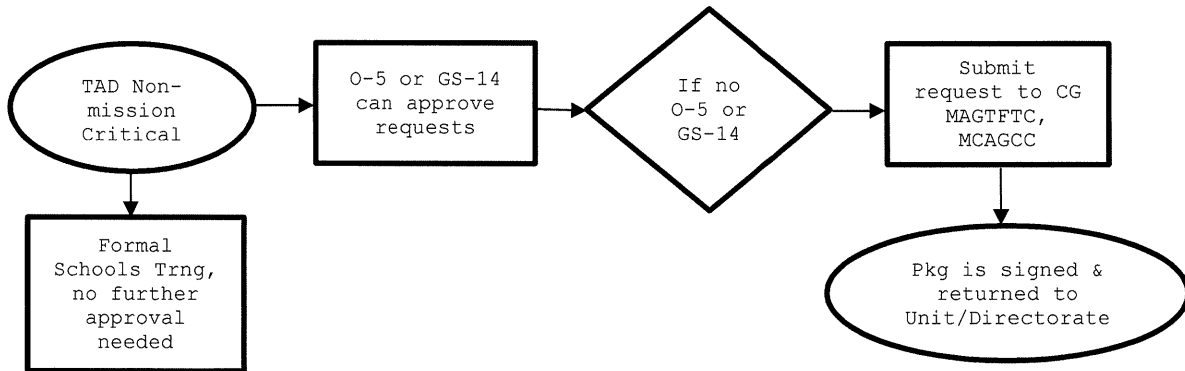 TAD Non-
mission
Critical
O-5 or GS-14
can approve
requests
If no
O-5 or
GS-14
Submit
request to CG
MAGTFTC,
MCAGCC
Formal
Schools Trng,
no further
approval
needed
Pkg is signed &
returned to
Unit/Directorate